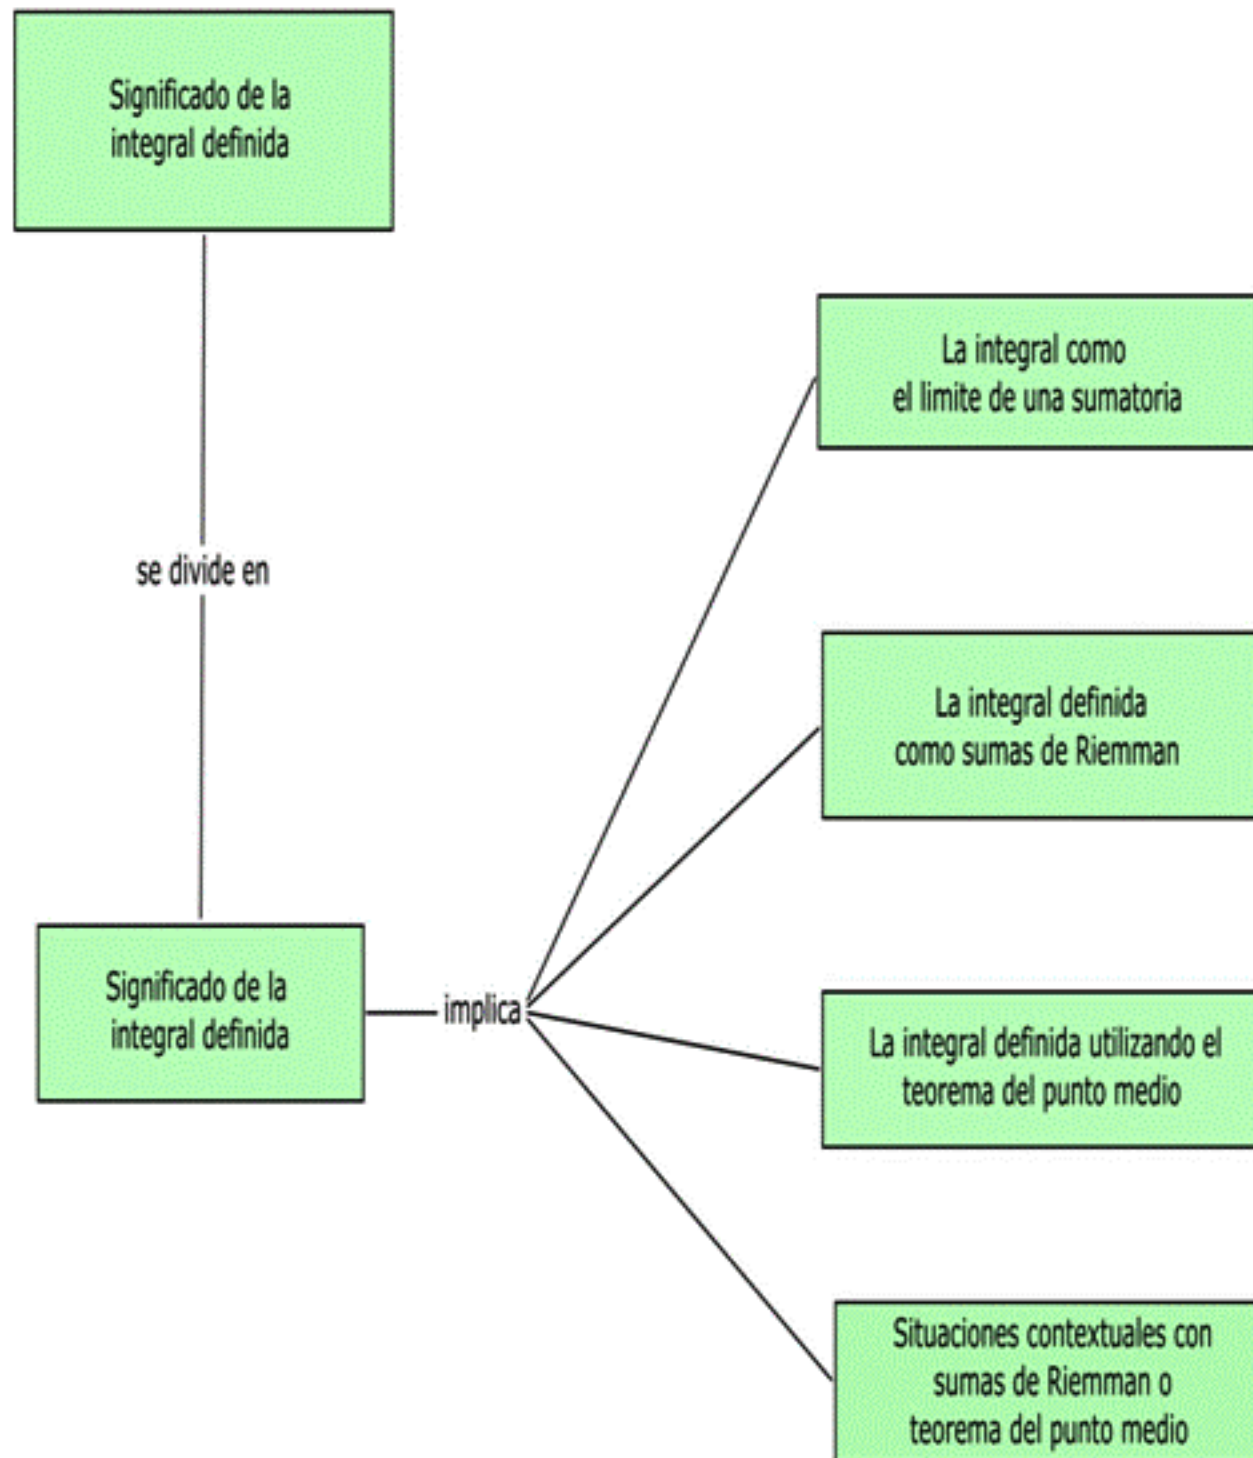 Significado de la
integral definida
se divide en
Significado de la
integral definida
implica
La integral como
el limite de una sumatoria
La integral definida
como sumas de Riemman
La integral definida utilizando el
teorema del punto medio
Situaciones contextuales con
sumas de Riemman o
teorema del punto medio